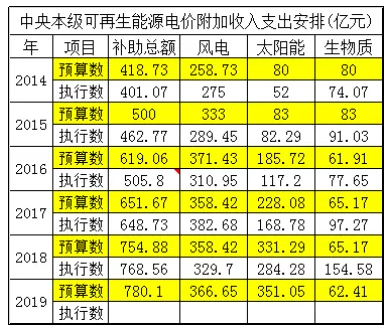 中央本级可再生能源电价附加收入支出安排(亿元)
年 项目 补助总额 风电 太阳能 生物质
2014 预算数 418.73 258.73 80 80
执行数 401.07 275 52 74.07
2015 预算数 500 333 83 83
执行数 462.77 289.45 82.29 91.03
2016 预算数 619.06 371.43 185.72 61.91
执行数 505.8 310.95 117.2 77.65
2017 预算数 651.67 358.42 228.08 65.17
执行数 648.73 382.68 168.78 97.27
2018 预算数 754.88 358.42 331.29 65.17
执行数 768.56 329.7 284.28 154.58
2019 预算数 780.1 366.65 351.05 62.41
执行数